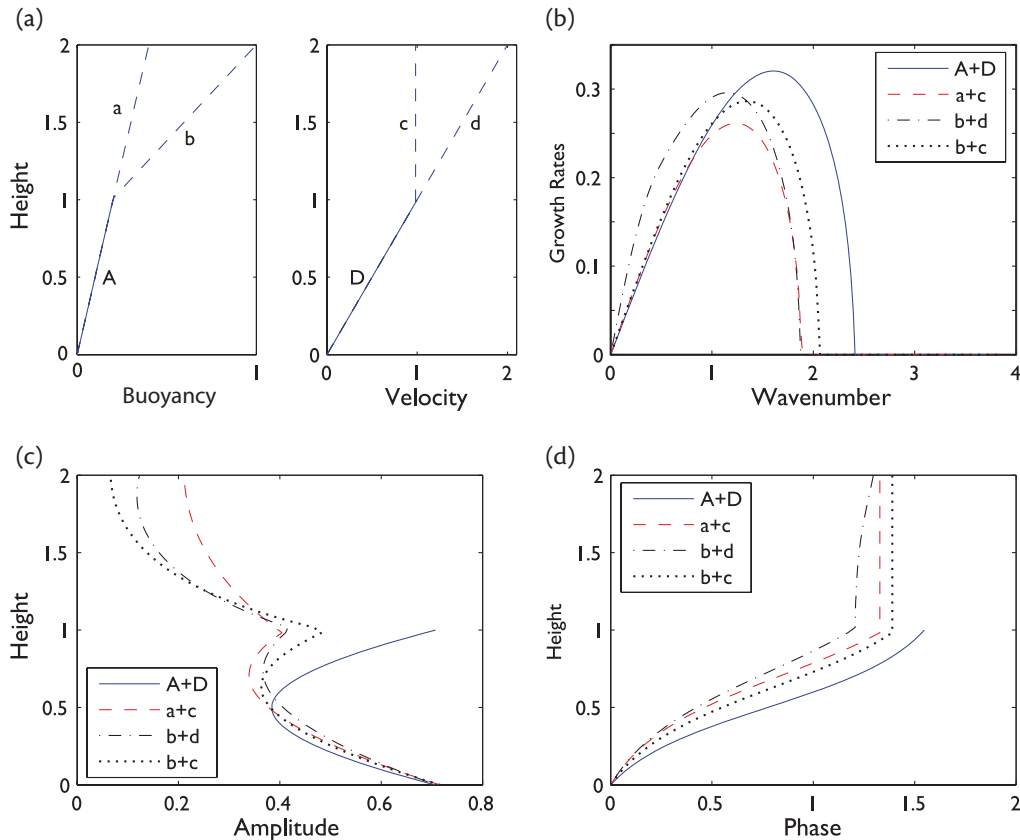 (a)
2
1.5
1
0.5
0
Height
a
b
A
0
1
Buoyancy
2
1.5
1
0.5
0
c
d
D
0
1
2
Velocity
(b)
0.3
0.2
0.1
0
Growth Rates
A+D
a+c
b+d
b+c
0
1
2
3
4
Wavenumber
(c)
2
1.5
1
0.5
0
Height
A+D
a+c
b+d
b+c
0
0.2
0.4
0.6
0.8
Amplitude
(d)
2
1.5
1
0.5
0
Height
A+D
a+c
b+d
b+c
0
0.5
1
1.5
2
Phase